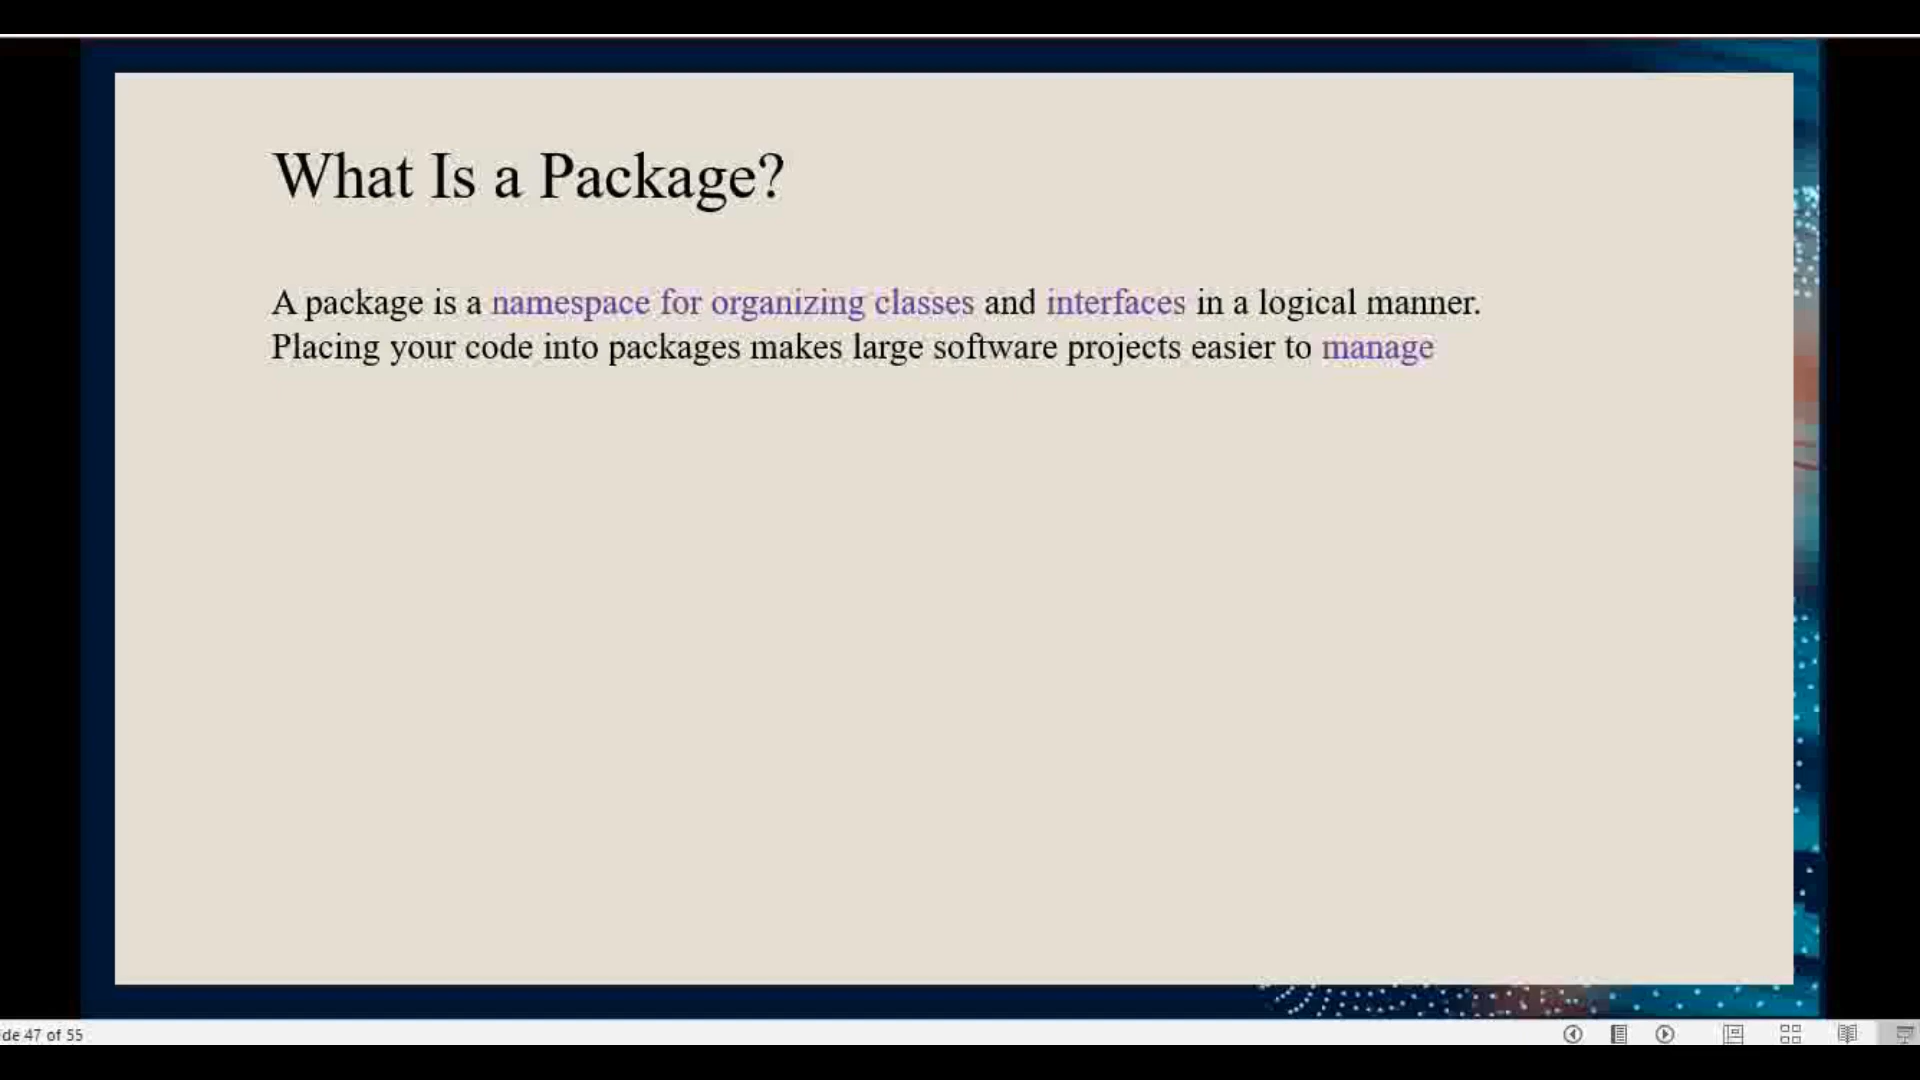 What Is a Package?
A package is a namespace for organizing classes and interfaces in a logical manner.
Placing your code into packages makes large software projects easier to manage
de 47 of 55